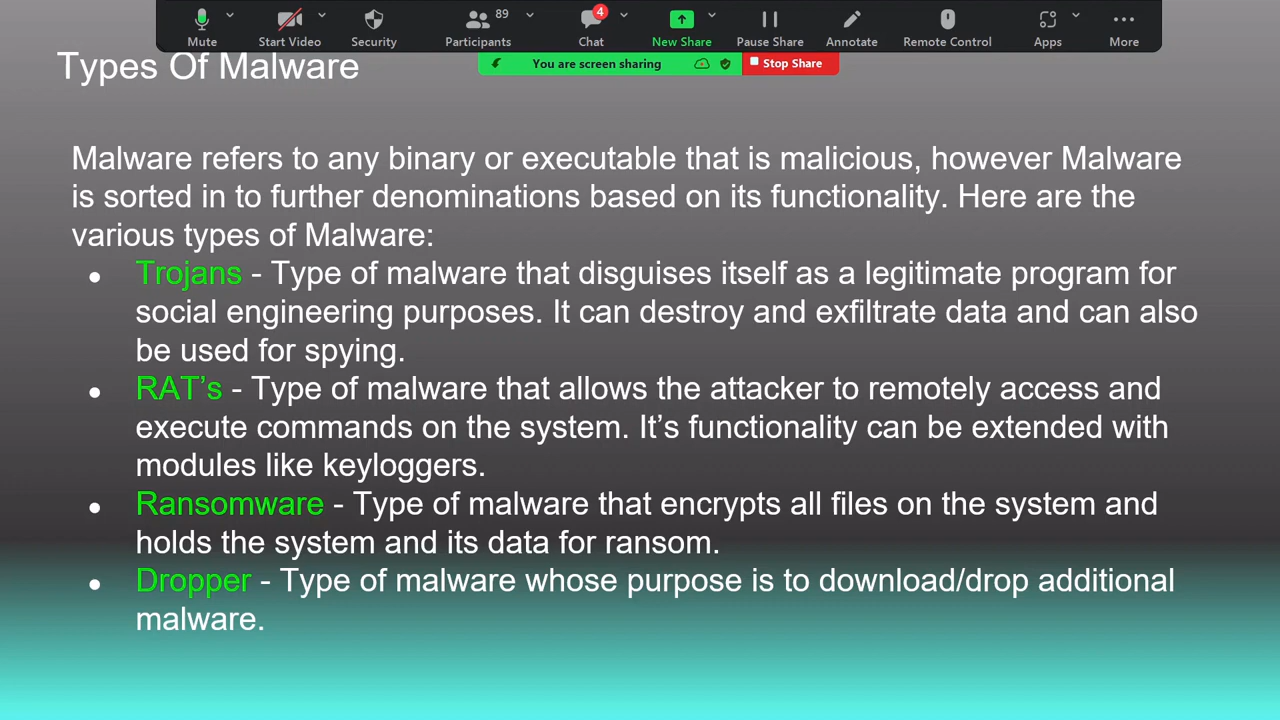 89
4
Mute
Start Video
Security
Participants
Chat
New Share
Pause Share
Annotate
Remote Control
Apps
More
You are screen sharing
Stop Share
Types Of Malware
Malware refers to any binary or executable that is malicious, however Malware
is sorted in to further denominations based on its functionality. Here are the
various types of Malware:
● Trojans - Type of malware that disguises itself as a legitimate program for
social engineering purposes. It can destroy and exfiltrate data and can also
be used for spying.
● RAT’s - Type of malware that allows the attacker to remotely access and
execute commands on the system. It’s functionality can be extended with
modules like keyloggers.
● Ransomware - Type of malware that encrypts all files on the system and
holds the system and its data for ransom.
● Dropper - Type of malware whose purpose is to download/drop additional
malware.